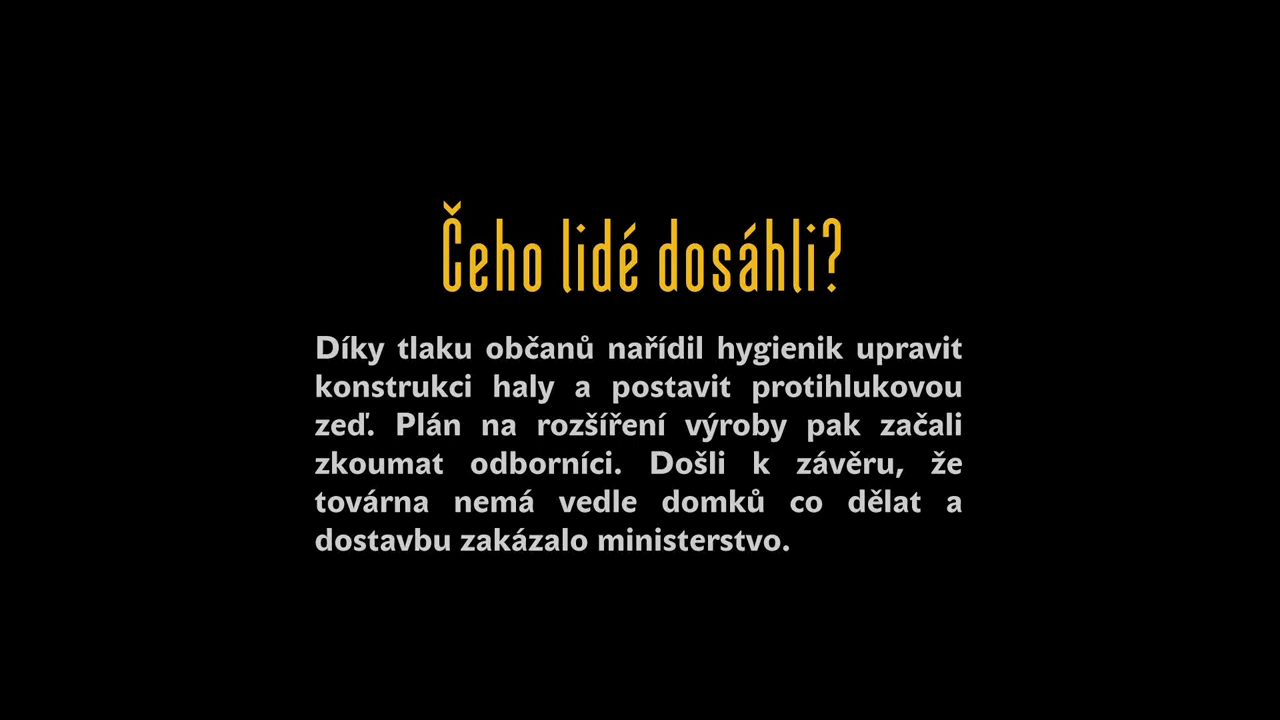 Čeho lidé dosáhli?
Díky tlaku občanů nařídil hygienik upravit
konstrukci haly a postavit protihlukovou
zeď. Plán na rozšíření výroby pak začali
zkoumat odborníci. Došli k závěru, že
továrna nemá vedle domků co dělat a
dostavbu zakázalo ministerstvo.